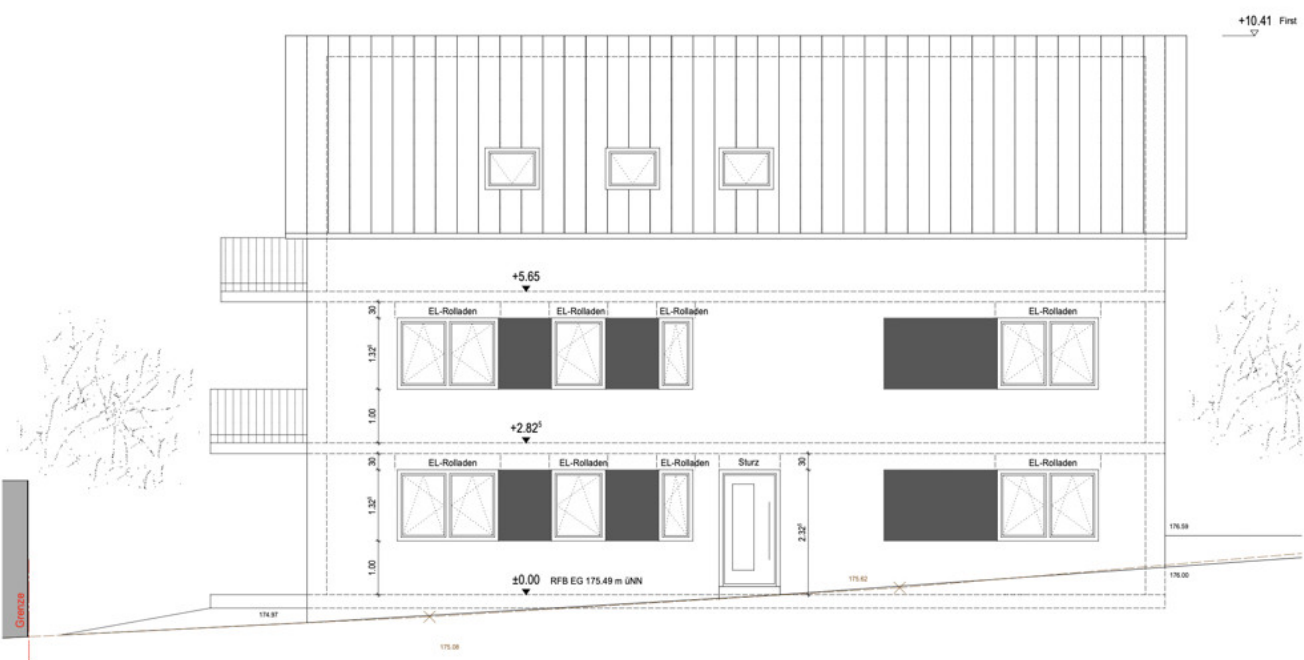 +10.41 First
+5.65
30
EL-Rolladen EL-Rolladen EL-Rolladen EL-Rolladen
1.32⁵
1.00
+2.82⁵
30
EL-Rolladen EL-Rolladen EL-Rolladen Sturz 30 EL-Rolladen
1.32⁵
2.32⁵
176.59
1.00
±0.00 RFB EG 175.49 m üNN
175.62
176.00
Grenze
174.97
175.09